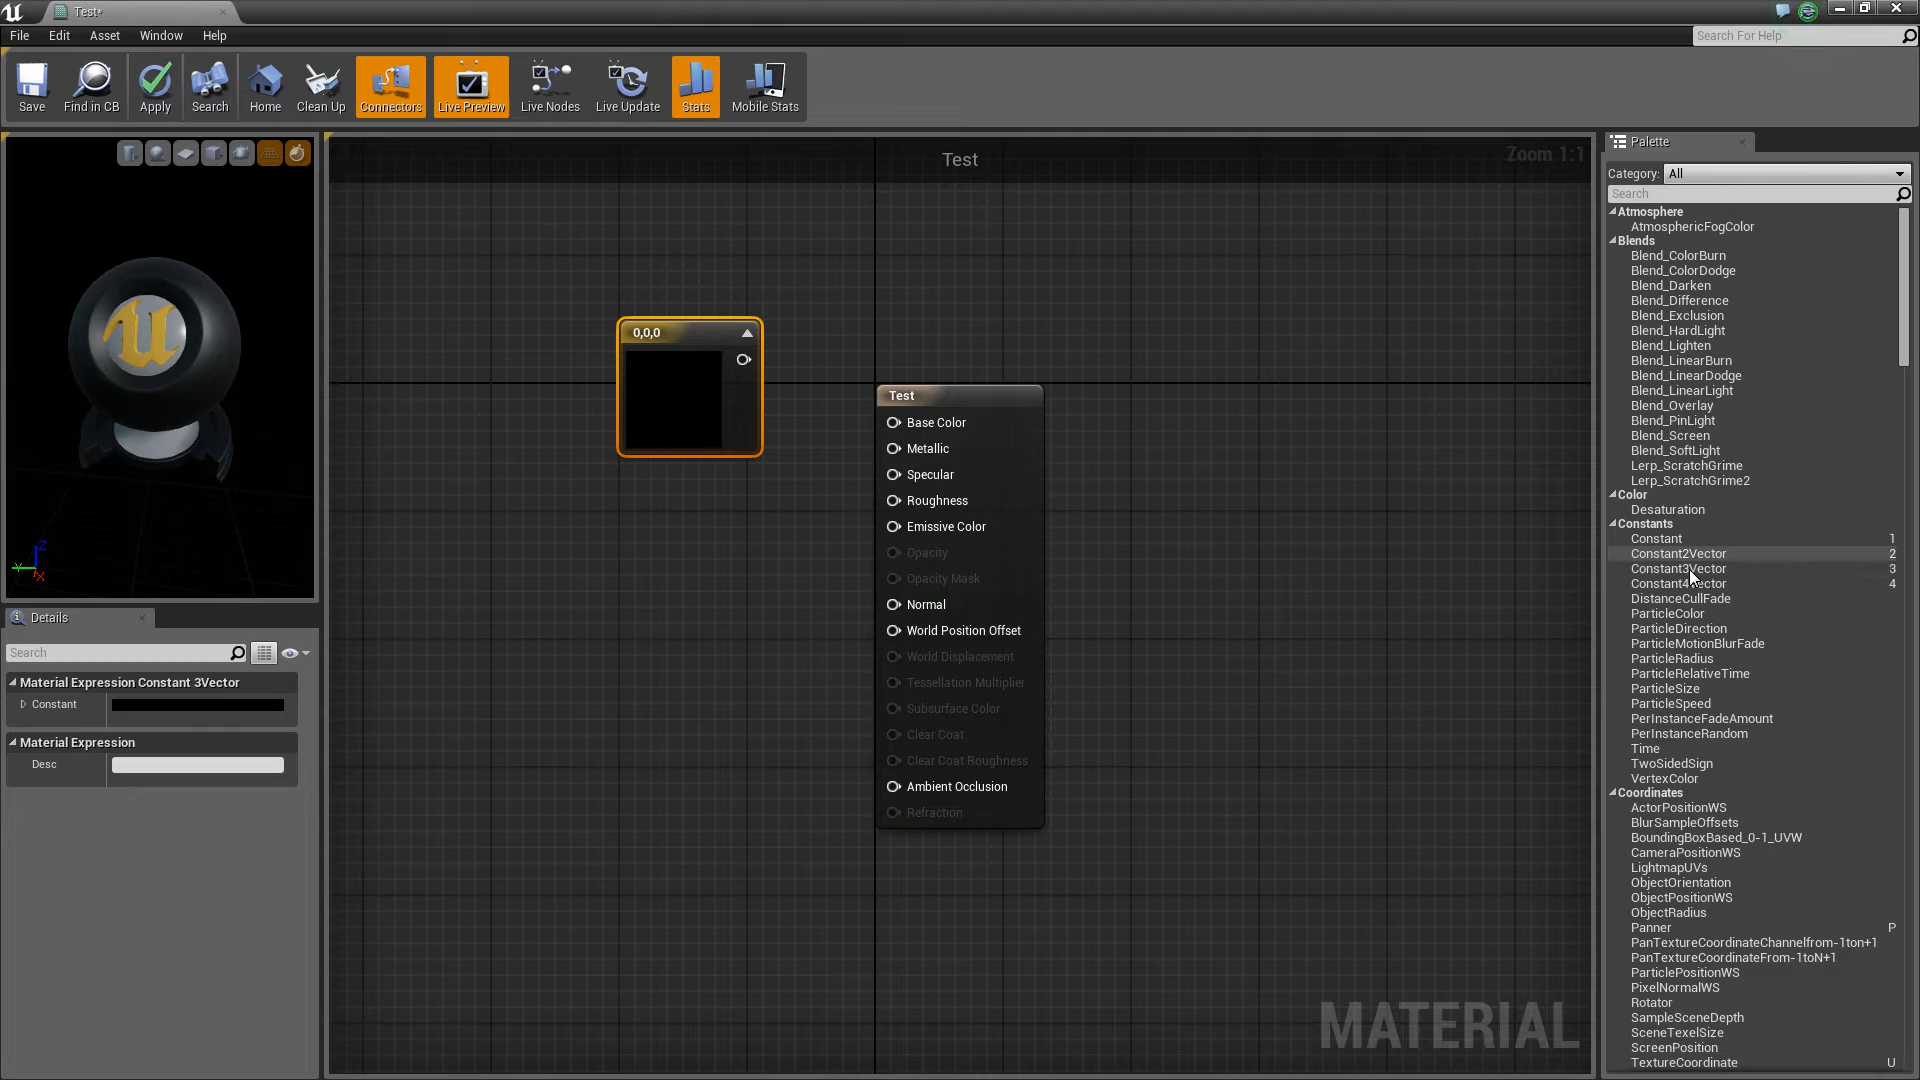 Test*
File Edit Asset Window Help
Search For Help
Save Find in CB Apply Search Home Clean Up Connectors Live Preview Live Nodes Live Update Stats Mobile Stats
Test
Zoom 1:1
Palette
Category: All
Search
Atmosphere
AtmosphericFogColor
Blends
Blend_ColorBurn
Blend_ColorDodge
Blend_Darken
Blend_Difference
Blend_Exclusion
Blend_HardLight
Blend_Lighten
Blend_LinearBurn
Blend_LinearDodge
Blend_LinearLight
Blend_Overlay
Blend_PinLight
Blend_Screen
Blend_SoftLight
Lerp_ScratchGrime
Lerp_ScratchGrime2
Color
Desaturation
Constants
Constant 1
Constant2Vector 2
Constant3Vector 3
Constant4Vector 4
DistanceCullFade
ParticleColor
ParticleDirection
ParticleMotionBlurFade
ParticleRadius
ParticleRelativeTime
ParticleSize
ParticleSpeed
PerInstanceFadeAmount
PerInstanceRandom
Time
TwoSidedSign
VertexColor
Coordinates
ActorPositionWS
BlurSampleOffsets
BoundingBoxBased_0-1_UVW
CameraPositionWS
LightmapUVs
ObjectOrientation
ObjectPositionWS
ObjectRadius
Panner P
PanTextureCoordinateChannelfrom-1ton+1
PanTextureCoordinateFrom-1toN+1
ParticlePositionWS
PixelNormalWS
Rotator
SampleSceneDepth
SceneTexelSize
ScreenPosition
TextureCoordinate U
0,0,0
Test
Base Color
Metallic
Specular
Roughness
Emissive Color
Opacity
Opacity Mask
Normal
World Position Offset
World Displacement
Tessellation Multiplier
Subsurface Color
Clear Coat
Clear Coat Roughness
Ambient Occlusion
Refraction
MATERIAL
Z
Y
X
Details
Search
Material Expression Constant 3Vector
Constant
Material Expression
Desc